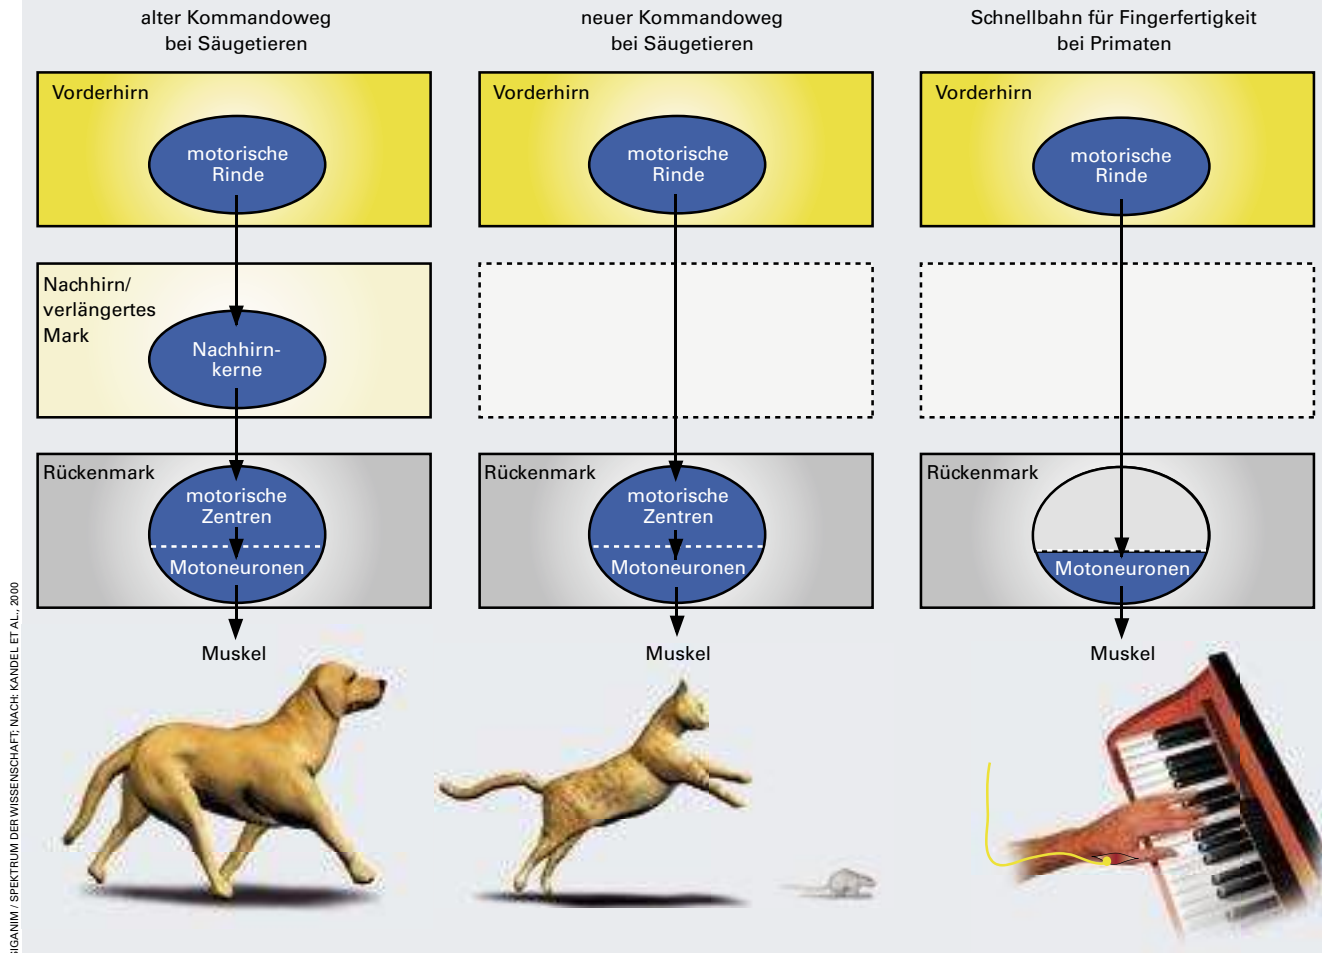 alter Kommandoweg
bei Säugetieren
neuer Kommandoweg
bei Säugetieren
Schnellbahn für Fingerfertigkeit
bei Primaten
Vorderhirn
motorische
Rinde
Nachhirn/
verlängertes
Mark
Nachhirn-
kerne
Rückenmark
motorische
Zentren
Motoneuronen
Muskel
Vorderhirn
motorische
Rinde
Rückenmark
motorische
Zentren
Motoneuronen
Muskel
Vorderhirn
motorische
Rinde
Rückenmark
Motoneuronen
Muskel
SIGANIM / SPEKTRUM DER WISSENSCHAFT; NACH: KANDEL ET AL., 2000